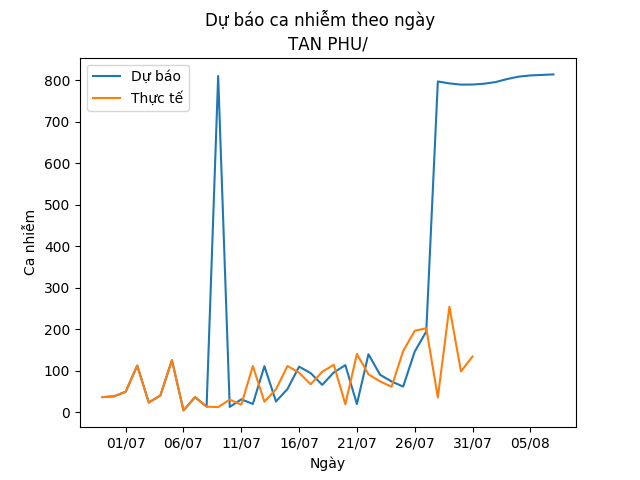 Dự báo ca nhiễm theo ngày
TAN PHU/
Dự báo
Thực tế
800
700
600
500
400
300
200
100
0
Ca nhiễm
01/07 06/07 11/07 16/07 21/07 26/07 31/07 05/08
Ngày